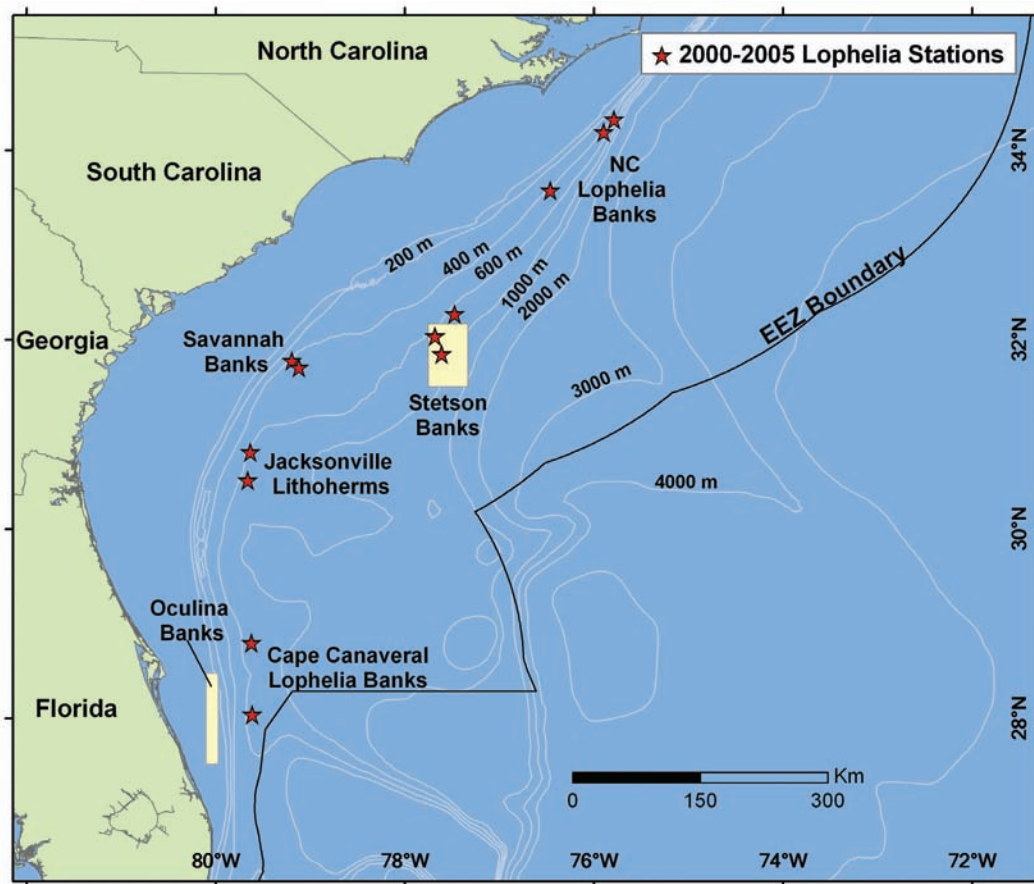 North Carolina
2000-2005 Lophelia Stations
South Carolina
NC
Lophelia
Banks
34°N
200 m
400 m
600 m
1000 m
2000 m
EEZ Boundary
Georgia
Savannah
Banks
32°N
3000 m
Stetson
Banks
Jacksonville
Lithoherms
4000 m
30°N
Oculina
Banks
Cape Canaveral
Lophelia Banks
Florida
28°N
Km
0 150 300
80°W 78°W 76°W 74°W 72°W